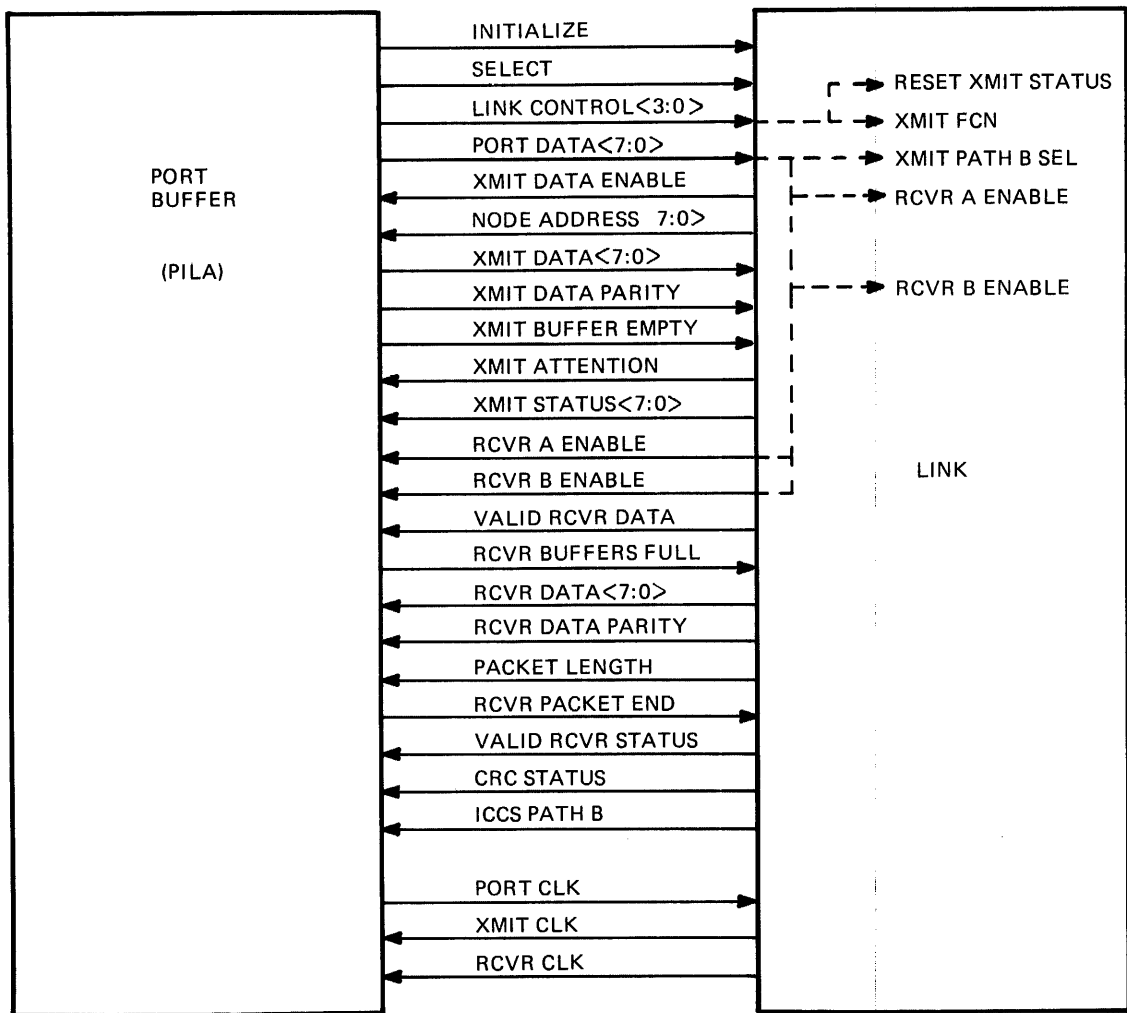 INITIALIZE
SELECT
RESET XMIT STATUS
LINK CONTROL<3:0>
XMIT FCN
PORT DATA<7:0>
XMIT PATH B SEL
PORT
BUFFER
XMIT DATA ENABLE
RCVR A ENABLE
NODE ADDRESS 7:0>
(PILA)
XMIT DATA<7:0>
XMIT DATA PARITY
RCVR B ENABLE
XMIT BUFFER EMPTY
XMIT ATTENTION
XMIT STATUS<7:0>
RCVR A ENABLE
RCVR B ENABLE
LINK
VALID RCVR DATA
RCVR BUFFERS FULL
RCVR DATA<7:0>
RCVR DATA PARITY
PACKET LENGTH
RCVR PACKET END
VALID RCVR STATUS
CRC STATUS
ICCS PATH B
PORT CLK
XMIT CLK
RCVR CLK